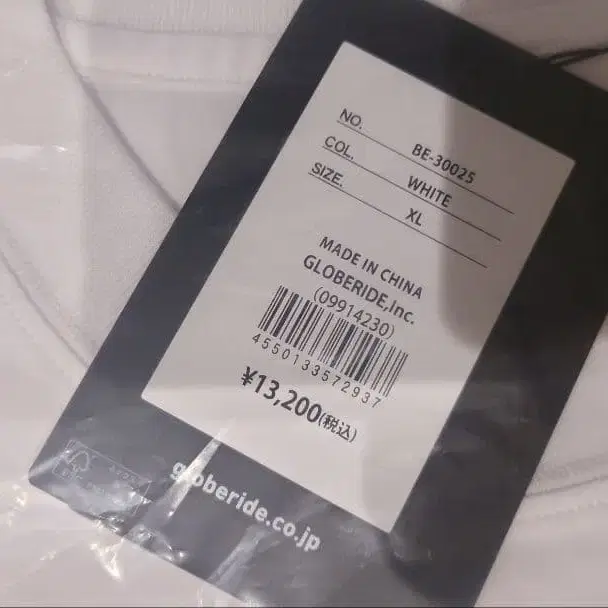 NO. BE-30025
COL. WHITE
SIZE. XL
MADE IN CHINA
GLOBERIDE,Inc.
(09914230)
4550133572937
¥13,200(税込)
globeride.co.jp